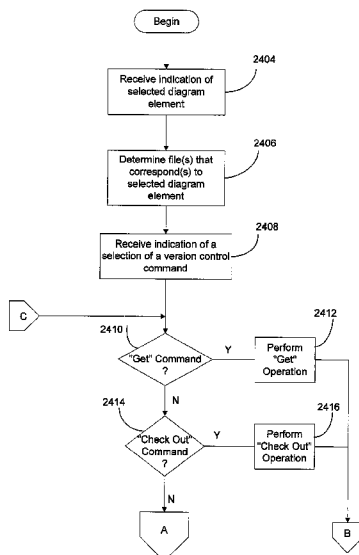 Begin
2404
Receive indication of
selected diagram
element
2406
Determine file(s) that
correspond(s) to
selected diagram
element
2408
Receive indication of a
selection of a version control
command
C
2410
"Get" Command
?
Y
2412
Perform
"Get"
Operation
N
2414
"Check Out"
Command
?
Y
2416
Perform
"Check Out"
Operation
N
A
B